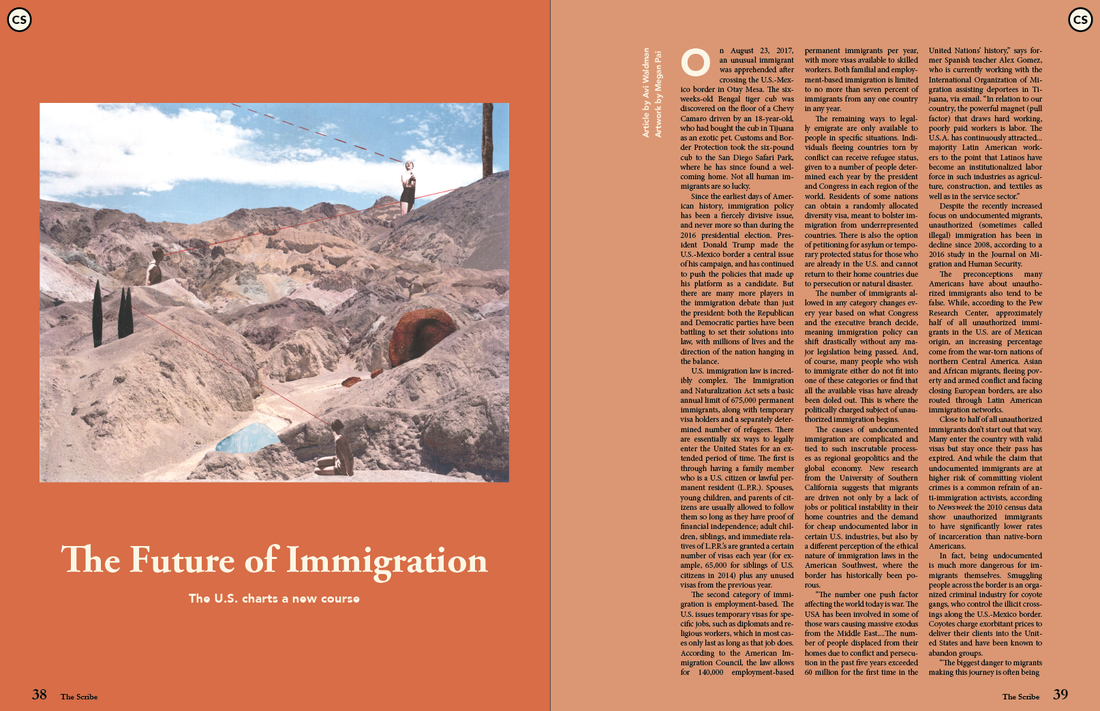 CS
The Future of Immigration
The U.S. charts a new course
38 The Scribe
CS
Article by Avi Waldman
Artwork by Megan Pai
On August 23, 2017,
an unusual immigrant
was apprehended after
crossing the U.S.-Mex-
ico border in Otay Mesa. The six-
weeks-old Bengal tiger cub was
discovered on the floor of a Chevy
Camaro driven by an 18-year-old,
who had bought the cub in Tijuana
as an exotic pet. Customs and Bor-
der Protection took the six-pound
cub to the San Diego Safari Park,
where he has since found a wel-
coming home. Not all human im-
migrants are so lucky.
Since the earliest days of Amer-
ican history, immigration policy
has been a fiercely divisive issue,
and never more so than during the
2016 presidential election. Pres-
ident Donald Trump made the
U.S.-Mexico border a central issue
of his campaign, and has continued
to push the policies that made up
his platform as a candidate. But
there are many more players in
the immigration debate than just
the president: both the Republican
and Democratic parties have been
battling to set their solutions into
law, with millions of lives and the
direction of the nation hanging in
the balance.
U.S. immigration law is incred-
ibly complex. The Immigration
and Naturalization Act sets a basic
annual limit of 675,000 permanent
immigrants, along with temporary
visa holders and a separately deter-
mined number of refugees. There
are essentially six ways to legally
enter the United States for an ex-
tended period of time. The first is
through having a family member
who is a U.S. citizen or lawful per-
manent resident (L.P.R.). Spouses,
young children, and parents of cit-
izens are usually allowed to follow
them so long as they have proof of
financial independence; adult chil-
dren, siblings, and immediate rela-
tives of L.P.R.'s are granted a certain
number of visas each year (for ex-
ample, 65,000 for siblings of U.S.
citizens in 2014) plus any unused
visas from the previous year.
The second category of immi-
gration is employment-based. The
U.S. issues temporary visas for spe-
cific jobs, such as diplomats and re-
ligious workers, which in most cas-
es only last as long as that job does.
According to the American Im-
migration Council, the law allows
for 140,000 employment-based
permanent immigrants per year,
with more visas available to skilled
workers. Both familial and employ-
ment-based immigration is limited
to no more than seven percent of
immigrants from any one country
in any year.
The remaining ways to legal-
ly emigrate are only available to
people in specific situations. Indi-
viduals fleeing countries torn by
conflict can receive refugee status,
given to a number of people deter-
mined each year by the president
and Congress in each region of the
world. Residents of some nations
can obtain a randomly allocated
diversity visa, meant to bolster im-
migration from underrepresented
countries. There is also the option
of petitioning for asylum or tempo-
rary protected status for those who
are already in the U.S. and cannot
return to their home countries due
to persecution or natural disaster.
The number of immigrants al-
lowed in any category changes ev-
ery year based on what Congress
and the executive branch decide,
meaning immigration policy can
shift drastically without any ma-
jor legislation being passed. And,
of course, many people who wish
to immigrate either do not fit into
one of these categories or find that
all the available visas have already
been doled out. This is where the
politically charged subject of unau-
thorized immigration begins.
The causes of undocumented
immigration are complicated and
tied to such inscrutable process-
es as regional geopolitics and the
global economy. New research
from the University of Southern
California suggests that migrants
are driven not only by a lack of
jobs or political instability in their
home countries and the demand
for cheap undocumented labor in
certain U.S. industries, but also by
a different perception of the ethical
nature of immigration laws in the
American Southwest, where the
border has historically been po-
rous.
"The number one push factor
affecting the world today is war. The
USA has been involved in some of
those wars causing massive exodus
from the Middle East....The num-
ber of people displaced from their
homes due to conflict and persecu-
tion in the past five years exceeded
60 million for the first time in the
United Nations' history," says for-
mer Spanish teacher Alex Gomez,
who is currently working with the
International Organization of Mi-
gration assisting deportees in Ti-
juana, via email. "In relation to our
country, the powerful magnet (pull
factor) that draws hard working,
poorly paid workers is labor. The
U.S.A. has continuously attracted...
majority Latin American work-
ers to the point that Latinos have
become an institutionalized labor
force in such industries as agricul-
ture, construction, and textiles as
well as in the service sector."
Despite the recently increased
focus on undocumented migrants,
unauthorized (sometimes called
illegal) immigration has been in
decline since 2008, according to a
2016 study in the Journal on Mi-
gration and Human Security.
The preconceptions many
Americans have about unautho-
rized immigrants also tend to be
false. While, according to the Pew
Research Center, approximately
half of all unauthorized immi-
grants in the U.S. are of Mexican
origin, an increasing percentage
come from the war-torn nations of
northern Central America. Asian
and African migrants, fleeing pov-
erty and armed conflict and facing
closing European borders, are also
routed through Latin American
immigration networks.
Close to half of all unauthorized
immigrants don't start out that way.
Many enter the country with valid
visas but stay once their pass has
expired. And while the claim that
undocumented immigrants are at
higher risk of committing violent
crimes is a common refrain of an-
ti-immigration activists, according
to Newsweek the 2010 census data
show unauthorized immigrants
to have significantly lower rates
of incarceration than native-born
Americans.
In fact, being undocumented
is much more dangerous for im-
migrants themselves. Smuggling
people across the border is an orga-
nized criminal industry for coyote
gangs, who control the illicit cross-
ings along the U.S.-Mexico border.
Coyotes charge exorbitant prices to
deliver their clients into the Unit-
ed States and have been known to
abandon groups.
"The biggest danger to migrants
making this journey is often being
The Scribe 39